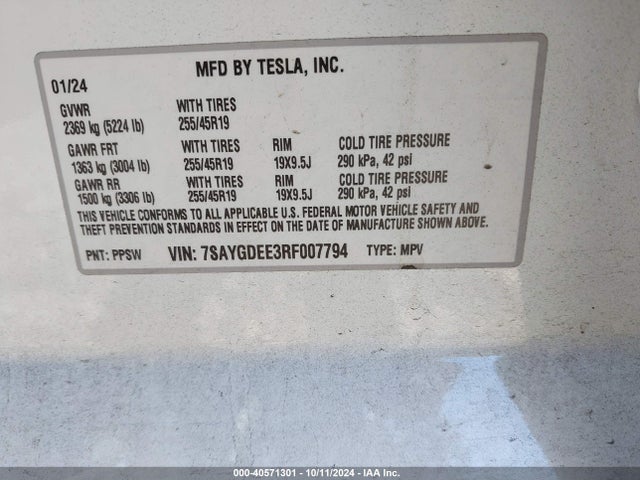 MFD BY TESLA, INC.
01/24
GVWR WITH TIRES
2369 kg (5224 lb) 255/45R19
GAWR FRT WITH TIRES RIM COLD TIRE PRESSURE
1363 kg (3004 lb) 255/45R19 19X9.5J 290 kPa, 42 psi
GAWR RR WITH TIRES RIM COLD TIRE PRESSURE
1500 kg (3306 lb) 255/45R19 19X9.5J 290 kPa, 42 psi
THIS VEHICLE CONFORMS TO ALL APPLICABLE U.S. FEDERAL MOTOR VEHICLE SAFETY AND
THEFT PREVENTION STANDARDS IN EFFECT ON THE DATE OF MANUFACTURE SHOWN ABOVE.
PNT: PPSW VIN: 7SAYGDEE3RF007794 TYPE: MPV
000-40571301 - 10/11/2024 - IAA Inc.